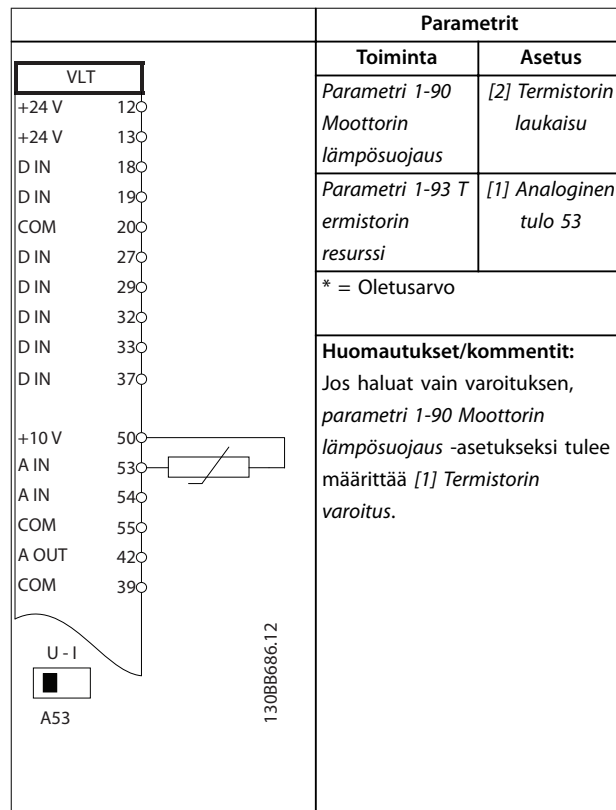 VLT
+24 V 12
+24 V 13
D IN 18
D IN 19
COM 20
D IN 27
D IN 29
D IN 32
D IN 33
D IN 37
+10 V 50
A IN 53
A IN 54
COM 55
A OUT 42
COM 39
U - I
A53
130BB686.12
Parametrit
Toiminta Asetus
Parametri 1-90 [2] Termistorin
Moottorin laukaisu
lämpösuojaus
Parametri 1-93 T [1] Analoginen
ermistorin tulo 53
resurssi
* = Oletusarvo
Huomautukset/kommentit:
Jos haluat vain varoituksen,
parametri 1-90 Moottorin
lämpösuojaus -asetukseksi tulee
määrittää [1] Termistorin
varoitus.